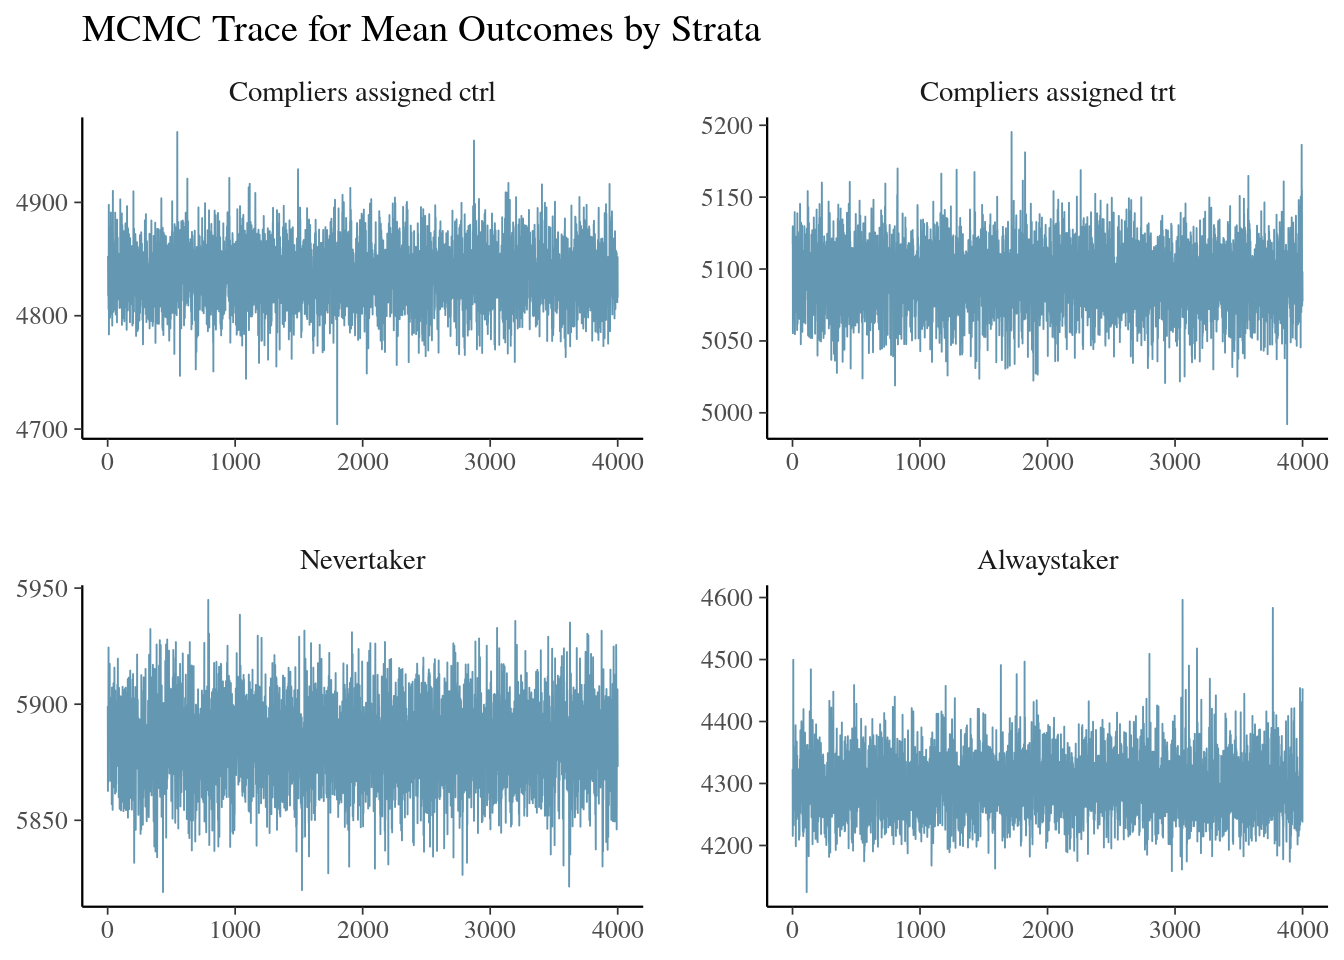 MCMC Trace for Mean Outcomes by Strata
Compliers assigned ctrl
4900
4800
4700
0 1000 2000 3000 4000
Compliers assigned trt
5200
5150
5100
5050
5000
0 1000 2000 3000 4000
Nevertaker
5950
5900
5850
0 1000 2000 3000 4000
Alwaystaker
4600
4500
4400
4300
4200
0 1000 2000 3000 4000